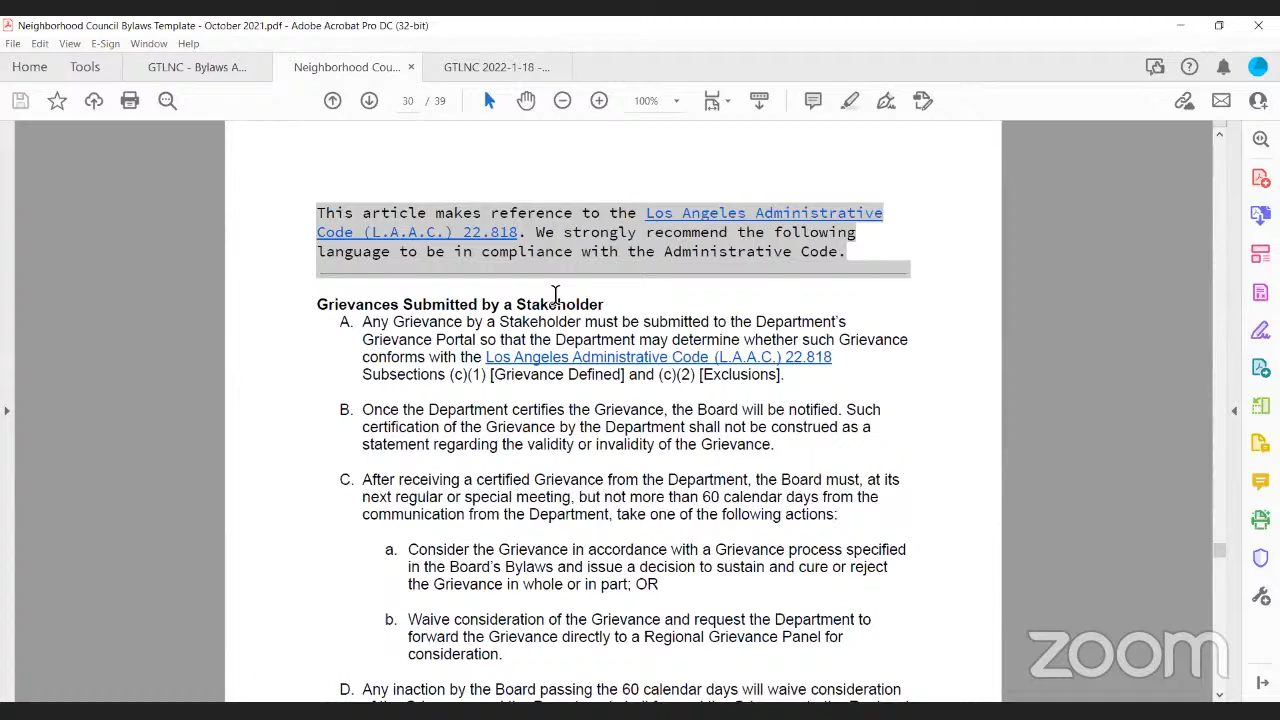 Neighborhood Council Bylaws Template - October 2021.pdf - Adobe Acrobat Pro DC (32-bit)
File Edit View E-Sign Window Help
Home Tools GTLNC - Bylaws A... Neighborhood Cou... × GTLNC 2022-1-18 -...
30 / 39 100%
This article makes reference to the Los Angeles Administrative
Code (L.A.A.C.) 22.818. We strongly recommend the following
language to be in compliance with the Administrative Code.
Grievances Submitted by a Stakeholder
A. Any Grievance by a Stakeholder must be submitted to the Department's
Grievance Portal so that the Department may determine whether such Grievance
conforms with the Los Angeles Administrative Code (L.A.A.C.) 22.818
Subsections (c)(1) [Grievance Defined] and (c)(2) [Exclusions].
B. Once the Department certifies the Grievance, the Board will be notified. Such
certification of the Grievance by the Department shall not be construed as a
statement regarding the validity or invalidity of the Grievance.
C. After receiving a certified Grievance from the Department, the Board must, at its
next regular or special meeting, but not more than 60 calendar days from the
communication from the Department, take one of the following actions:
a. Consider the Grievance in accordance with a Grievance process specified
in the Board's Bylaws and issue a decision to sustain and cure or reject
the Grievance in whole or in part; OR
b. Waive consideration of the Grievance and request the Department to
forward the Grievance directly to a Regional Grievance Panel for
consideration.
zoom
D. Any inaction by the Board passing the 60 calendar days will waive consideration